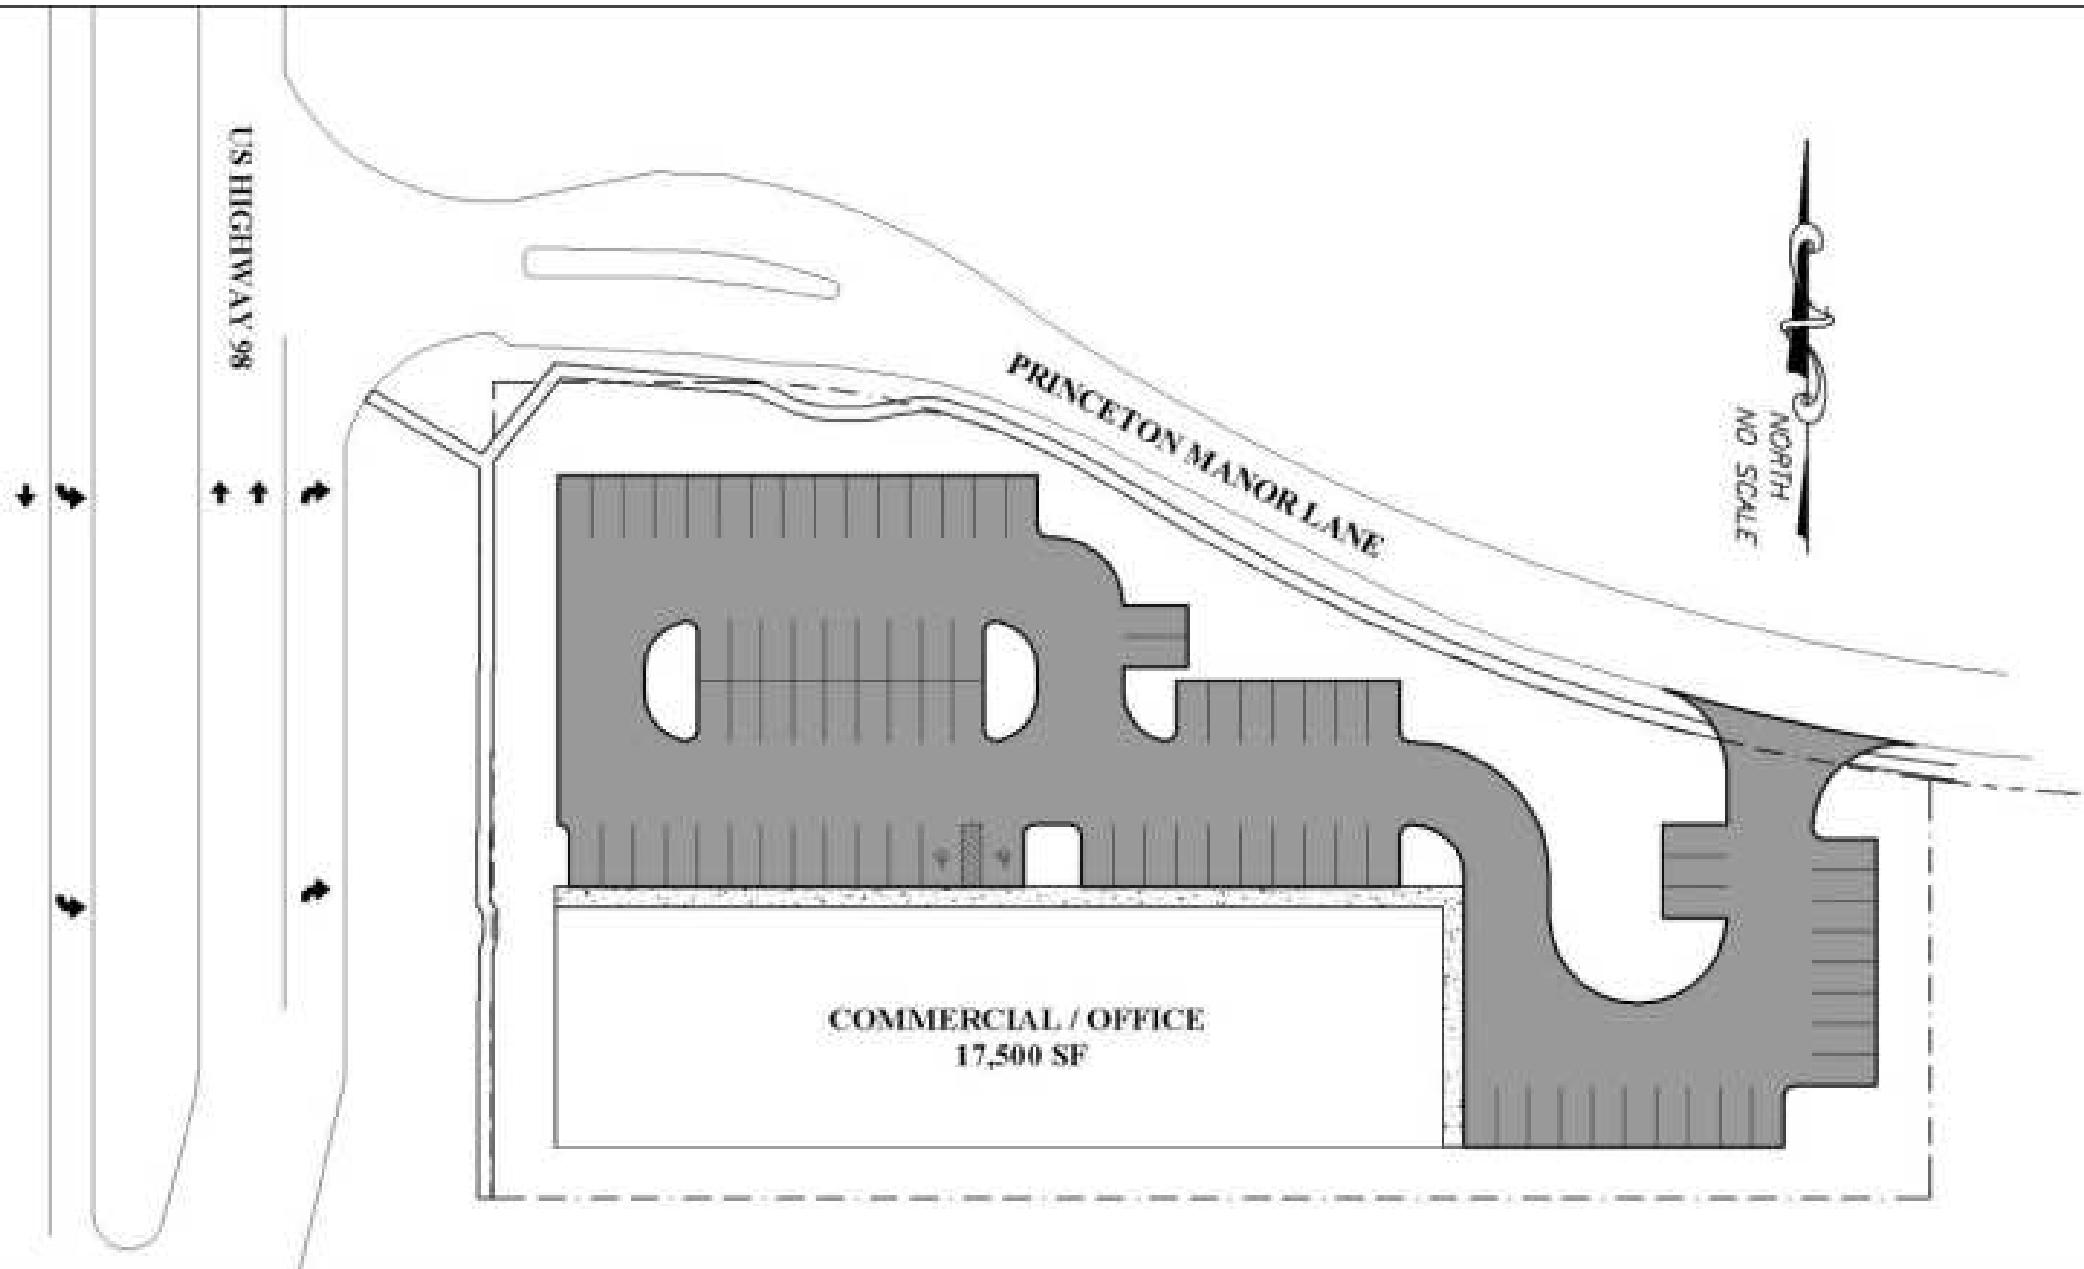 US HIGHWAY 98
PRINCETON MANOR LANE
NORTH
NO SCALE
COMMERCIAL / OFFICE
17,500 SF